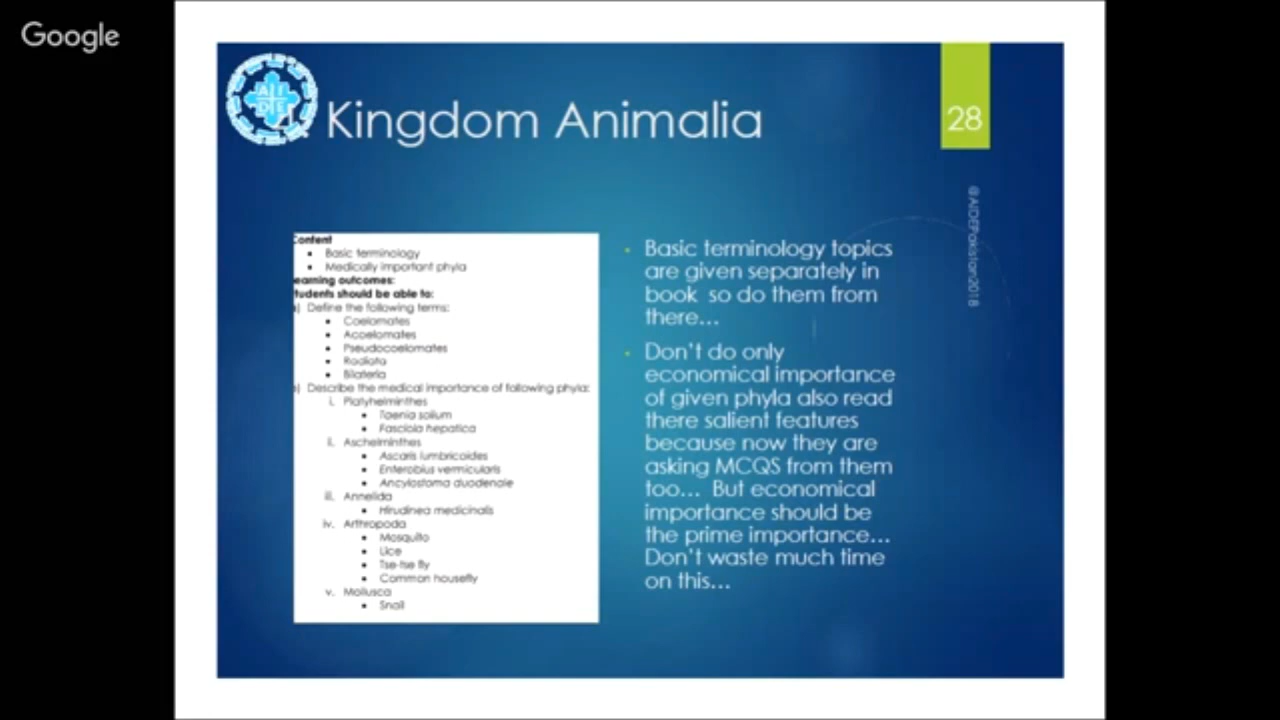 Google
AI
DE
Kingdom Animalia
28
@AIDEPakistan2018
Content
• Basic terminology
• Medically important phyla
earning outcomes:
tudents should be able to:
) Define the following terms:
• Coelomates
• Acoelomates
• Pseudocoelomates
• Radiata
• Bilateria
) Describe the medical importance of following phyla:
i. Platyhelminthes
• Taenia solium
• Fasciola hepatica
ii. Aschelminthes
• Ascaris lumbricoides
• Enterobius vermicularis
• Ancylostoma duodenale
iii. Annelida
• Hirudinea medicinalis
iv. Arthropoda
• Mosquito
• Lice
• Tse-tse fly
• Common housefly
v. Mollusca
• Snail
• Basic terminology topics
are given separately in
book so do them from
there...
• Don't do only
economical importance
of given phyla also read
there salient features
because now they are
asking MCQS from them
too... But economical
importance should be
the prime importance...
Don't waste much time
on this...